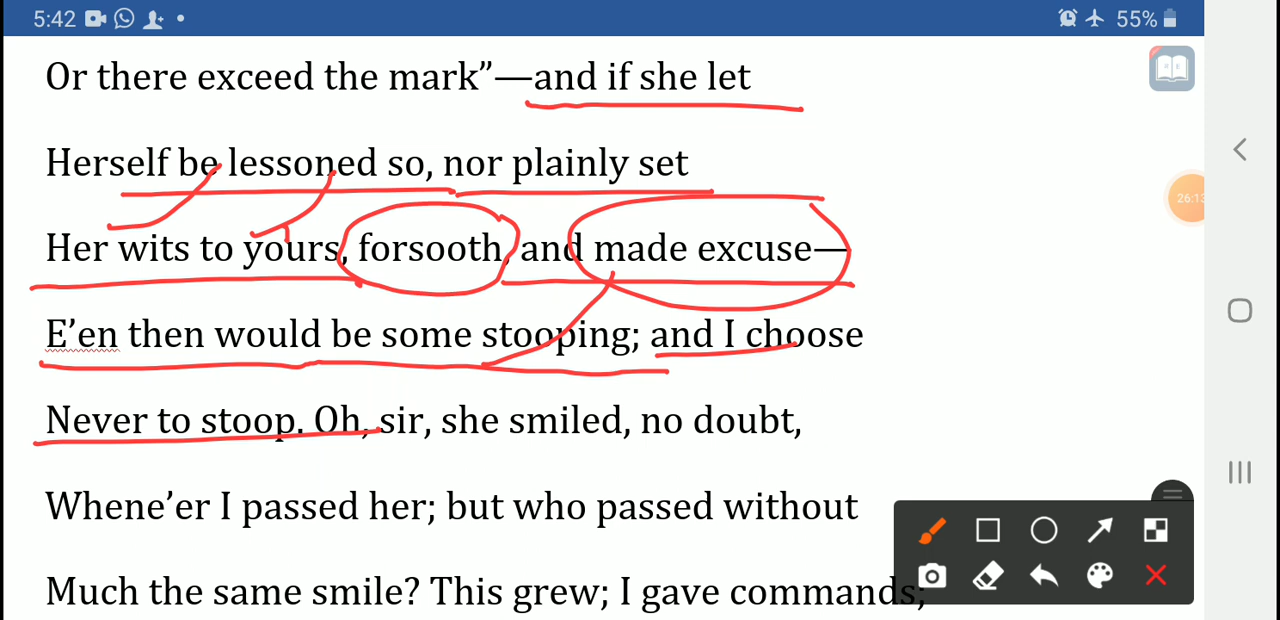 5:42 55%
Or there exceed the mark”—and if she let
Herself be lessoned so, nor plainly set
26:13
Her wits to yours, forsooth, and made excuse—
E’en then would be some stooping; and I choose
Never to stoop. Oh, sir, she smiled, no doubt,
Whene’er I passed her; but who passed without
Much the same smile? This grew; I gave commands;